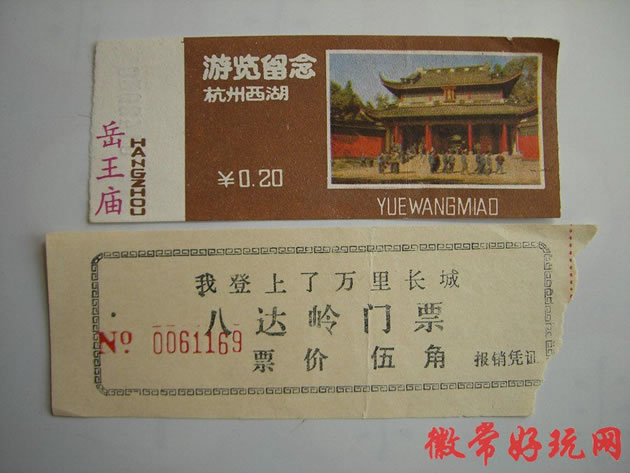 游览留念
杭州西湖
岳王庙
HANGZHOU
¥0.20
YUEWANGMIAO
我登上了万里长城
八达岭门票
No. 0061169
票价 伍角 报销凭证
徽常好玩网